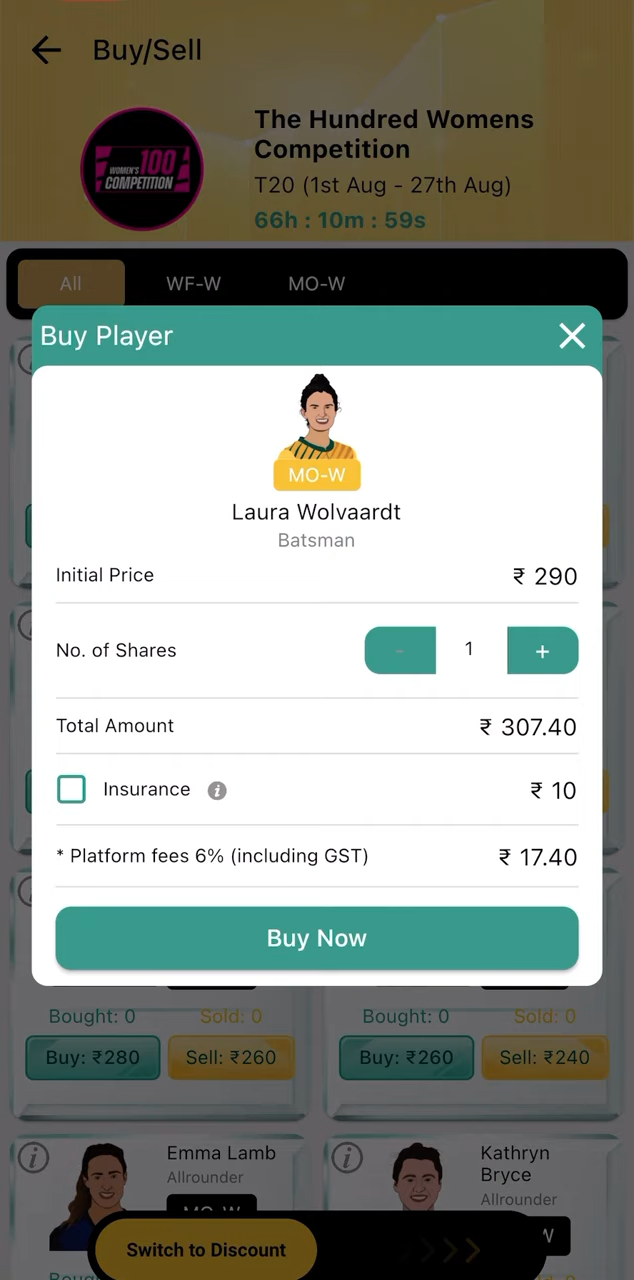 Buy/Sell
The Hundred Womens
Competition
WOMEN'S 100
COMPETITION
T20 (1st Aug - 27th Aug)
66h : 10m : 59s
All WF-W MO-W
Buy Player
MO-W
Laura Wolvaardt
Batsman
Initial Price ₹ 290
No. of Shares - 1 +
Total Amount ₹ 307.40
Insurance i ₹ 10
* Platform fees 6% (including GST) ₹ 17.40
Buy Now
Bought: 0 Sold: 0 Bought: 0 Sold: 0
Buy: ₹280 Sell: ₹260 Buy: ₹260 Sell: ₹240
i Emma Lamb i Kathryn
Bryce
Allrounder Allrounder
MO-W W
Switch to Discount